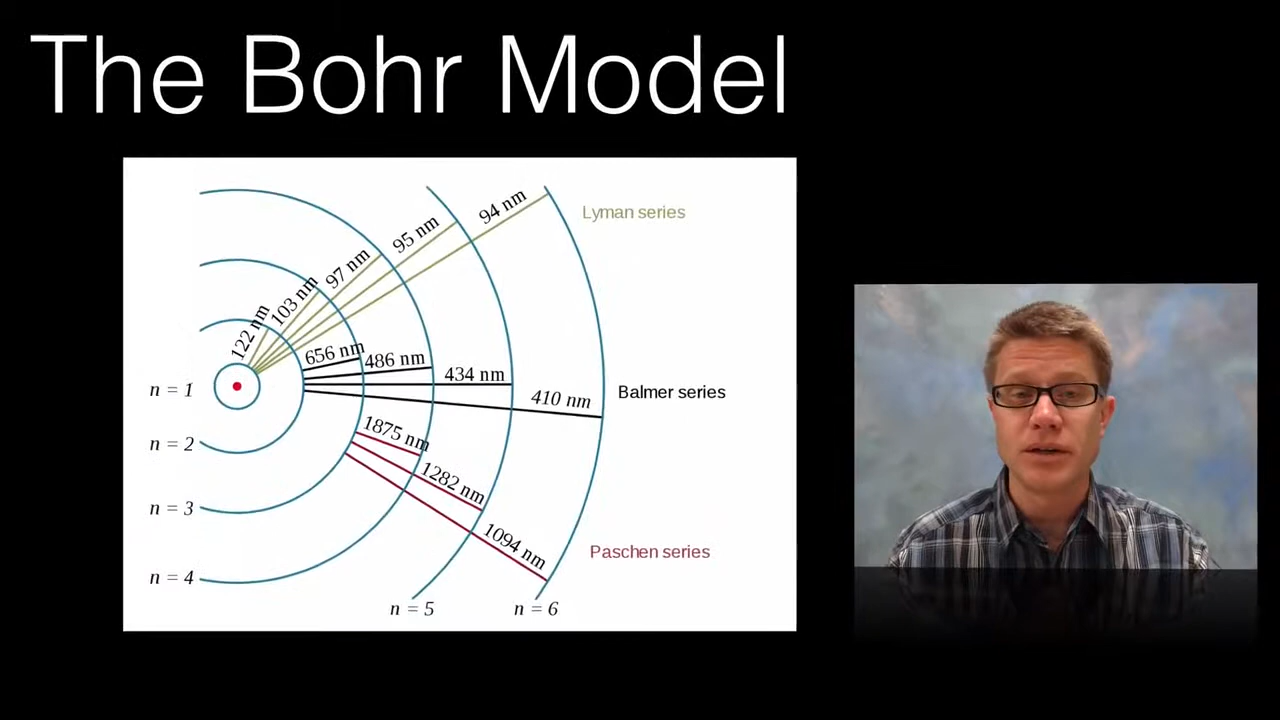 The Bohr Model
122 nm
103 nm
97 nm
95 nm
94 nm
Lyman series
656 nm
486 nm
434 nm
410 nm
Balmer series
1875 nm
1282 nm
1094 nm
Paschen series
n = 1
n = 2
n = 3
n = 4
n = 5
n = 6